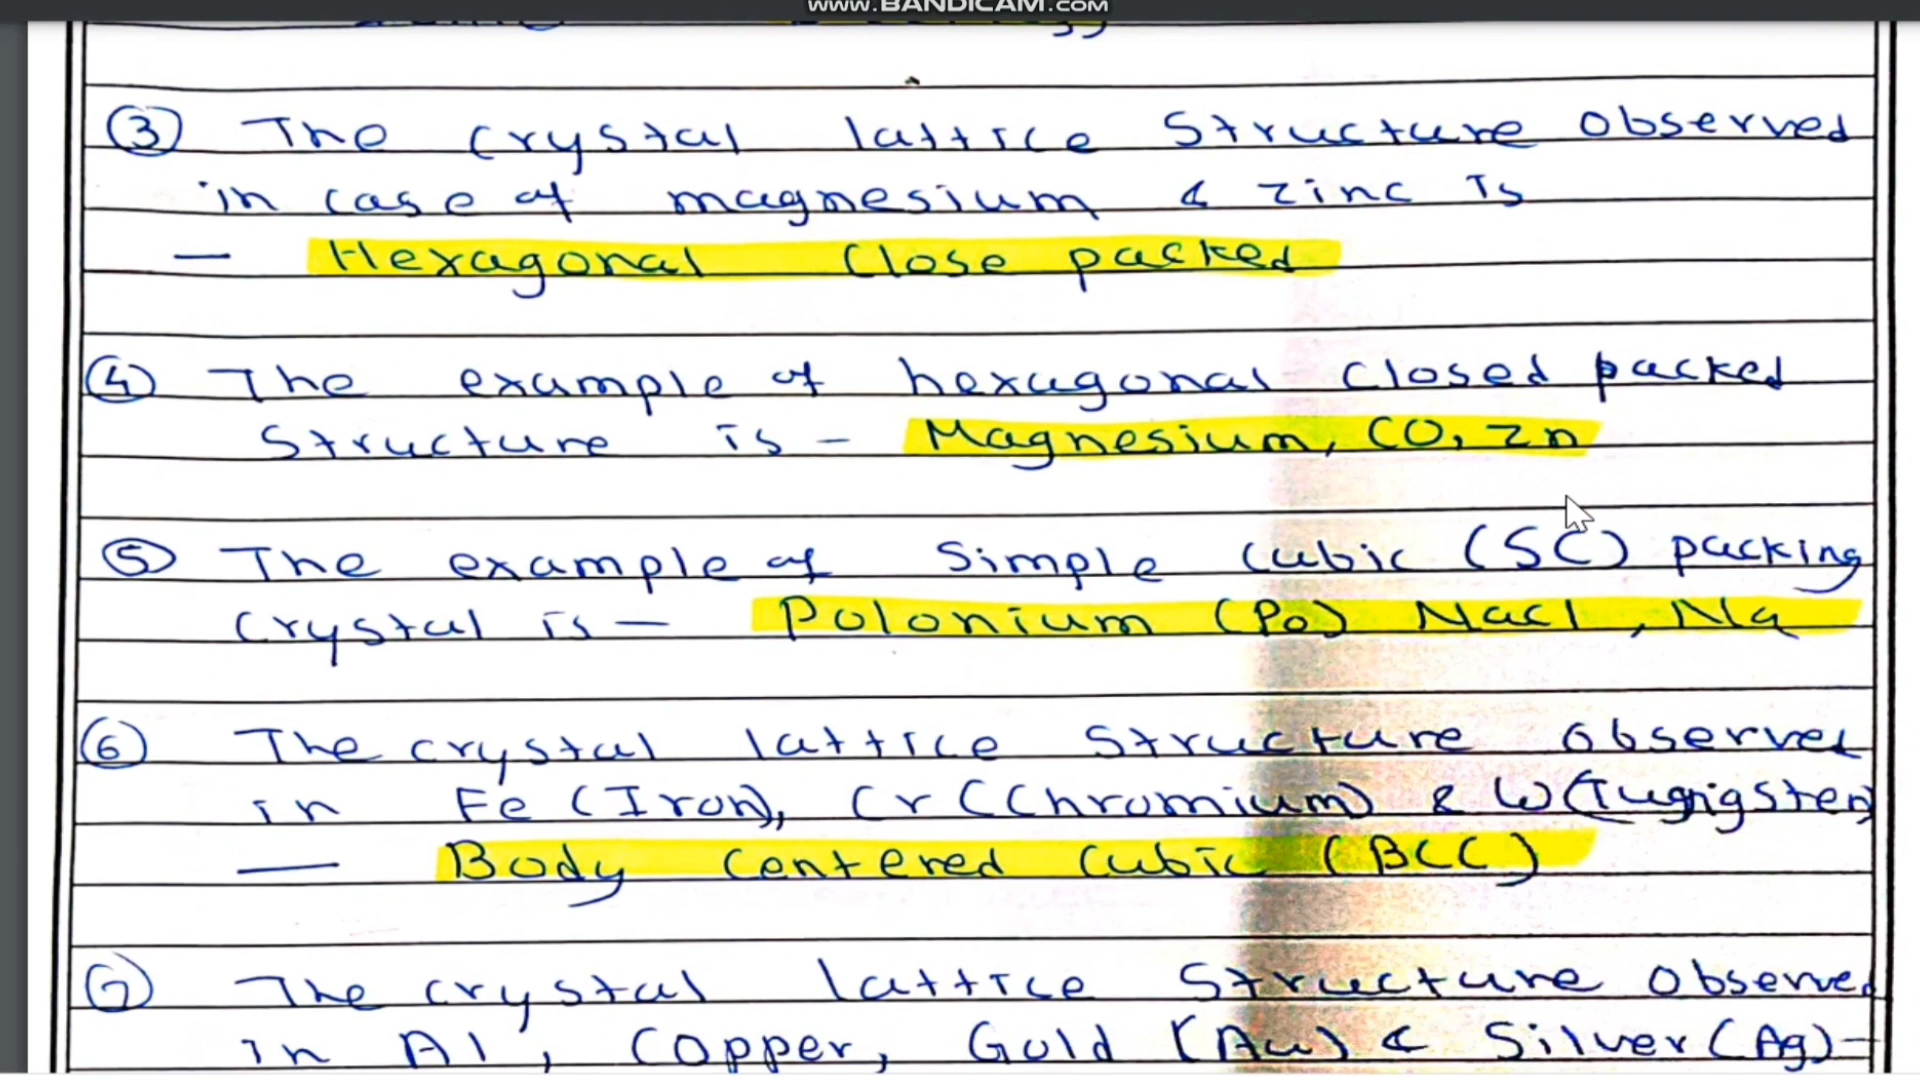 WWW.BANDICAM.COM
③ The crystal lattice structure observed
in case of magnesium & zinc is
- Hexagonal Close packed
④ The example of hexagonal closed packed
structure is - Magnesium, CO, Zn
⑤ The example of Simple cubic (SC) packing
crystal is - Polonium (Po) Nacl, Na
⑥ The crystal lattice structure observed
in Fe (Iron), Cr (Chromium) & W
- Body centered cubic (BCC)
⑦ The crystal lattice structure observed
in Al, Copper, Gold (Au) & Silver (Ag) -